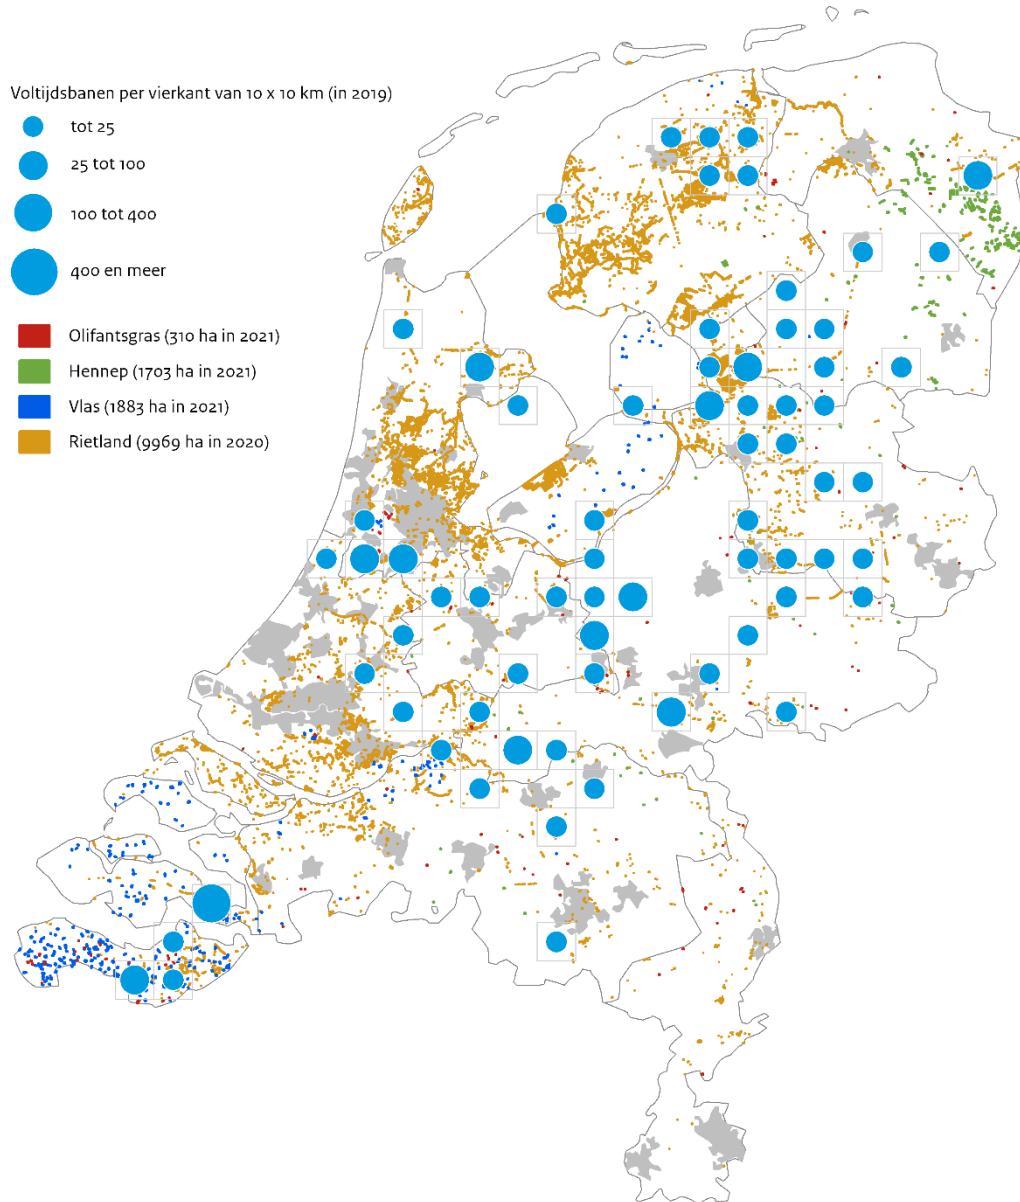 Voltijdsbanen per vierkant van 10 x 10 km (in 2019)
tot 25
25 tot 100
100 tot 400
400 en meer
Olifantsgras (310 ha in 2021)
Hennep (1703 ha in 2021)
Vlas (1883 ha in 2021)
Rietland (9969 ha in 2020)